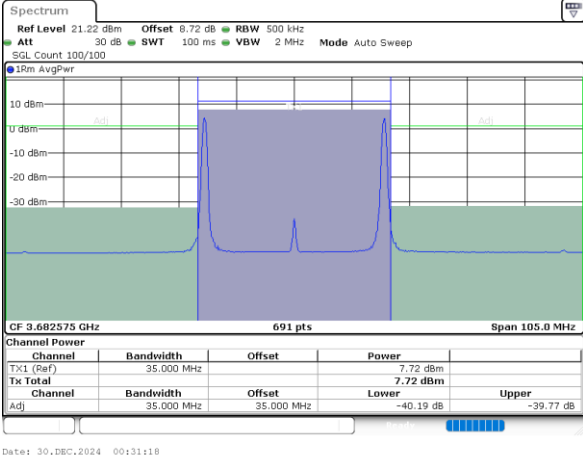 Spectrum
Ref Level 21.22 dBm Offset 8.72 dB RBW 500 kHz
Att 30 dB SWT 100 ms VBW 2 MHz Mode Auto Sweep
SGL Count 100/100
1Rm AvgPwr
10 dBm
Adj Adj
0 dBm
-10 dBm
-20 dBm
-30 dBm
CF 3.682575 GHz 691 pts Span 105.0 MHz
Channel Power
Channel Bandwidth Offset Power
TX1 (Ref) 35.000 MHz 7.72 dBm
Tx Total 7.72 dBm
Channel Bandwidth Offset Lower Upper
Adj 35.000 MHz 35.000 MHz -40.19 dB -39.77 dB
Ready
Date: 30.DEC.2024 00:31:18